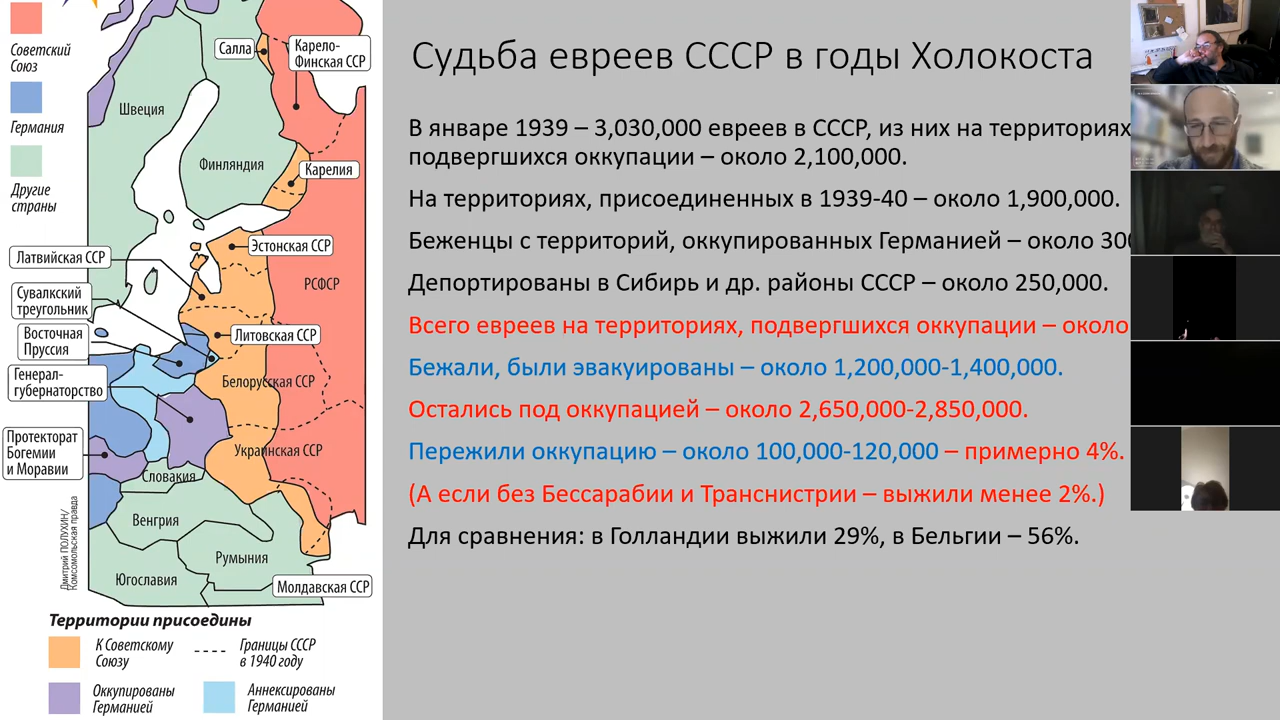 Советский
Союз
Германия
Другие
страны
Швеция
Финляндия
Салла
Карело-
Финская ССР
Карелия
Эстонская ССР
Латвийская ССР
РСФСР
Сувалкский
треугольник
Восточная
Пруссия
Литовская ССР
Генерал-
губернаторство
Белорусская ССР
Протекторат
Богемии
и Моравии
Украинская ССР
Словакия
Венгрия
Румыния
Югославия
Молдавская ССР
Дмитрий ПОЛУХИН/
Комсомольская правда
Территории присоедины
К Советскому
Союзу
Границы СССР
в 1940 году
Оккупированы
Германией
Аннексированы
Германией
Судьба евреев СССР в годы Холокоста
В январе 1939 – 3,030,000 евреев в СССР, из них на территориях
подвергшихся оккупации – около 2,100,000.
На территориях, присоединенных в 1939-40 – около 1,900,000.
Беженцы с территорий, оккупированных Германией – около
Депортированы в Сибирь и др. районы СССР – около 250,000.
Всего евреев на территориях, подвергшихся оккупации – около
Бежали, были эвакуированы – около 1,200,000-1,400,000.
Остались под оккупацией – около 2,650,000-2,850,000.
Пережили оккупацию – около 100,000-120,000 – примерно 4%.
(А если без Бессарабии и Транснистрии – выжили менее 2%.)
Для сравнения: в Голландии выжили 29%, в Бельгии – 56%.